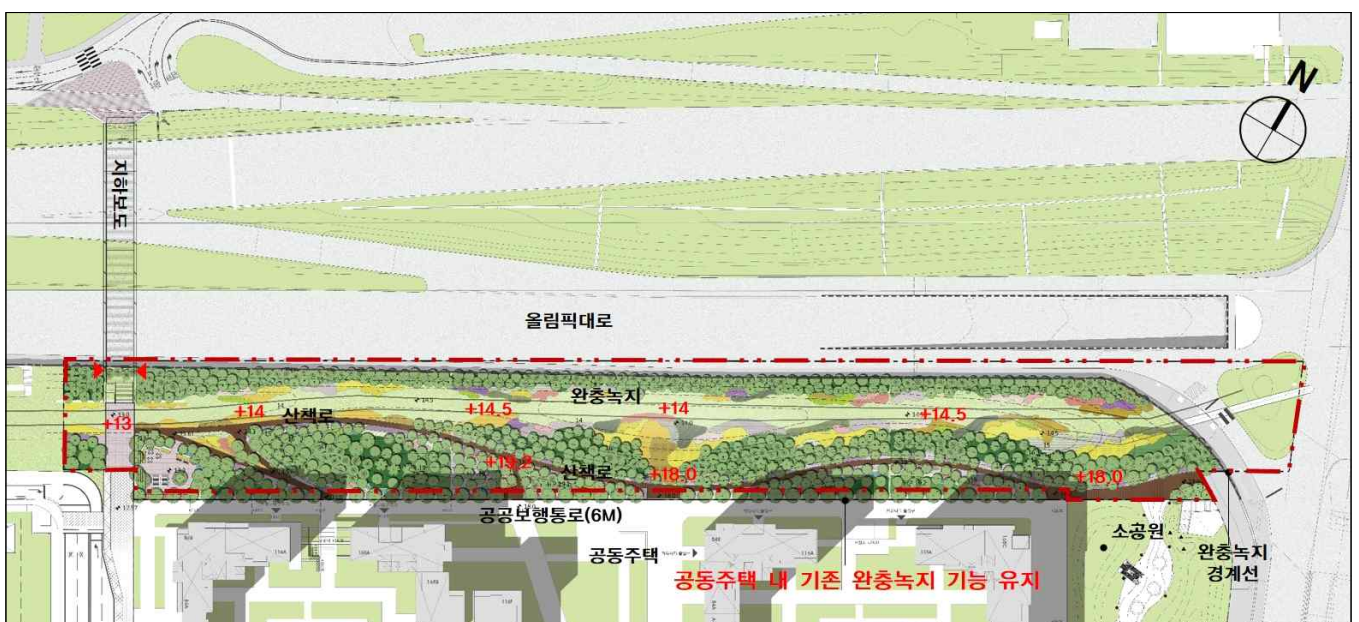 N
지하보도
올림픽대로
완충녹지
+14
산책로
+14.5
+14
+14.5
+13
산책로
+18.0
+18.0
공공보행통로(6M)
소공원
완충녹지
경계선
공동주택
공동주택 내 기존 완충녹지 기능 유지